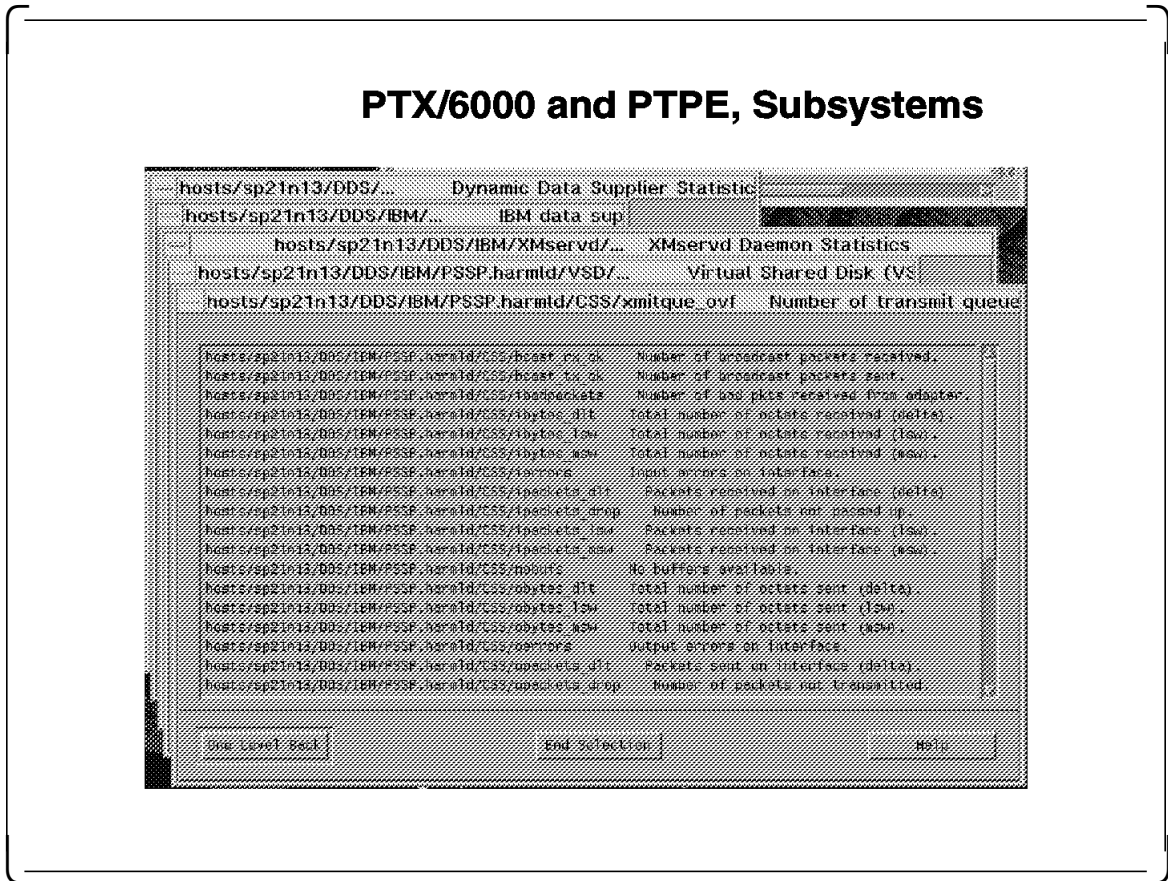 PTX/6000 and PTPE, Subsystems
hosts/sp21n13/DDS/... Dynamic Data Supplier Statistic
hosts/sp21n13/DDS/IBM/... IBM data sup
hosts/sp21n13/DDS/IBM/XMservd/... XMservd Daemon Statistics
hosts/sp21n13/DDS/IBM/PSSP.harmld/VSD/... Virtual Shared Disk (VS
hosts/sp21n13/DDS/IBM/PSSP.harmld/CSS/xmitque_ovf Number of transmit queue
hosts/sp21n13/DDS/IBM/PSSP.harmld/CSS/bcast_rx_ok Number of broadcast packets received.
hosts/sp21n13/DDS/IBM/PSSP.harmld/CSS/bcast_tx_ok Number of broadcast packets sent.
hosts/sp21n13/DDS/IBM/PSSP.harmld/CSS/ibadpackets Number of bad pkts received from adapter.
hosts/sp21n13/DDS/IBM/PSSP.harmld/CSS/ibytes_dlt Total number of octets received (delta).
hosts/sp21n13/DDS/IBM/PSSP.harmld/CSS/ibytes_lsw Total number of octets received (lsw).
hosts/sp21n13/DDS/IBM/PSSP.harmld/CSS/ibytes_msw Total number of octets received (msw).
hosts/sp21n13/DDS/IBM/PSSP.harmld/CSS/ierrors Input errors on interface.
hosts/sp21n13/DDS/IBM/PSSP.harmld/CSS/ipackets_dlt Packets received on interface (delta)
hosts/sp21n13/DDS/IBM/PSSP.harmld/CSS/ipackets_drop Number of packets not passed up.
hosts/sp21n13/DDS/IBM/PSSP.harmld/CSS/ipackets_lsw Packets received on interface (lsw).
hosts/sp21n13/DDS/IBM/PSSP.harmld/CSS/ipackets_msw Packets received on interface (msw).
hosts/sp21n13/DDS/IBM/PSSP.harmld/CSS/nobufs No buffers available.
hosts/sp21n13/DDS/IBM/PSSP.harmld/CSS/obytes_dlt Total number of octets sent (delta).
hosts/sp21n13/DDS/IBM/PSSP.harmld/CSS/obytes_lsw Total number of octets sent (lsw).
hosts/sp21n13/DDS/IBM/PSSP.harmld/CSS/obytes_msw Total number of octets sent (msw).
hosts/sp21n13/DDS/IBM/PSSP.harmld/CSS/oerrors Output errors on interface.
hosts/sp21n13/DDS/IBM/PSSP.harmld/CSS/opackets_dlt Packets sent on interface (delta).
hosts/sp21n13/DDS/IBM/PSSP.harmld/CSS/opackets_drop Number of packets not transmitted.
One Level Back End Selection Help